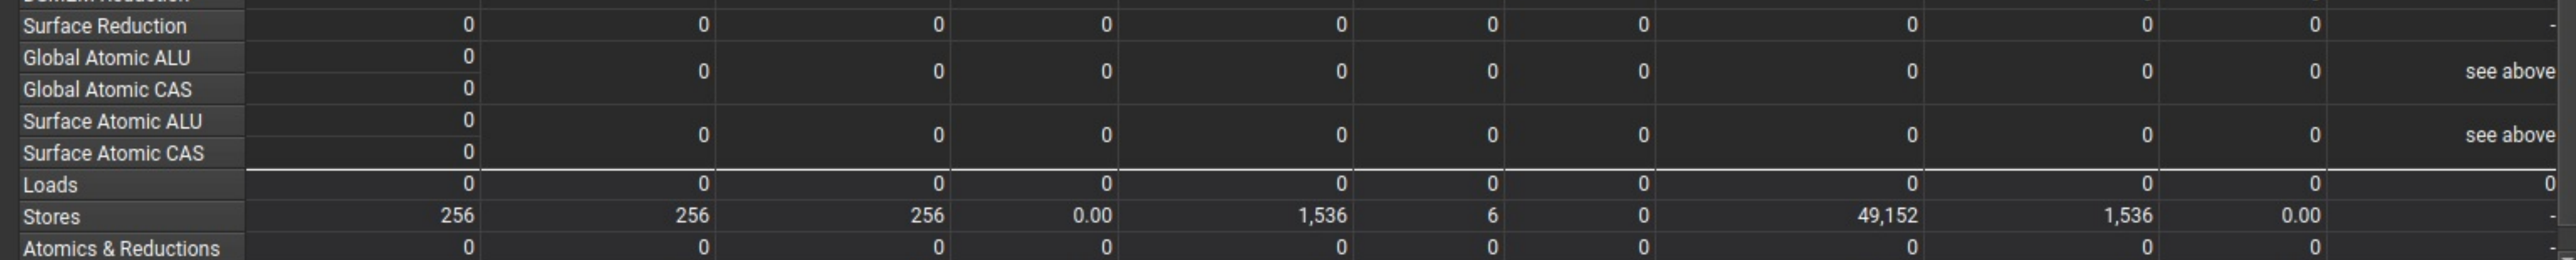 Surface Reduction 0 0 0 0 0 0 0 0 0 0 -
Global Atomic ALU 0
0 0 0 0 0 0 0 0 0 see above
Global Atomic CAS 0
Surface Atomic ALU 0
0 0 0 0 0 0 0 0 0 see above
Surface Atomic CAS 0
Loads 0 0 0 0 0 0 0 0 0 0 0
Stores 256 256 256 0.00 1,536 6 0 49,152 1,536 0.00 -
Atomics & Reductions 0 0 0 0 0 0 0 0 0 0 -